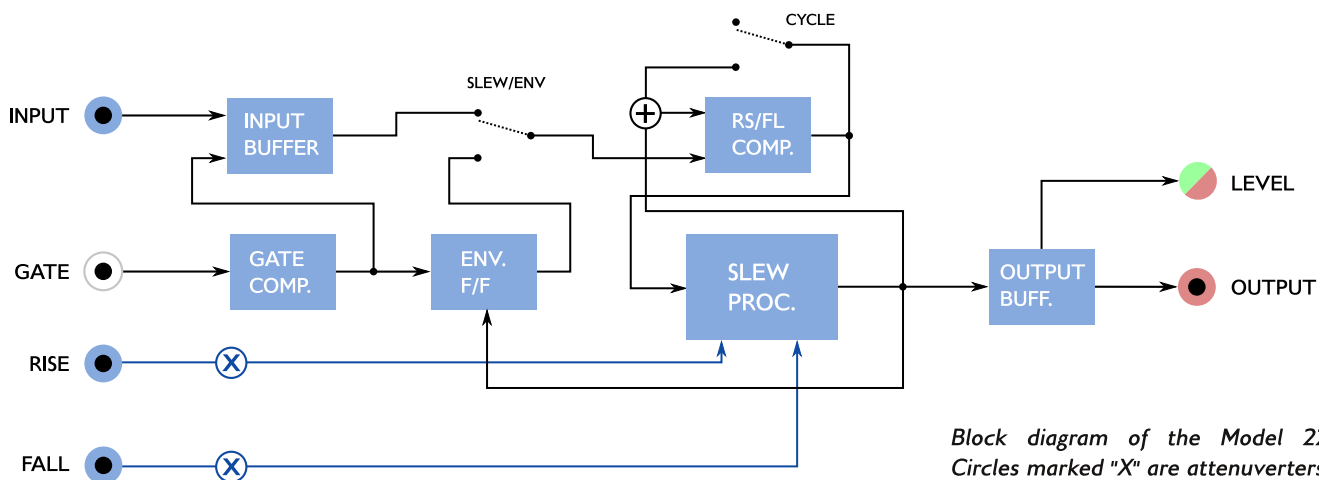 CYCLE
SLEW/ENV
INPUT
INPUT
BUFFER
+
RS/FL
COMP.
LEVEL
GATE
GATE
COMP.
ENV.
F/F
SLEW
PROC.
OUTPUT
BUFF.
OUTPUT
RISE
X
FALL
X
Block diagram of the Model 22
Circles marked "X" are attenuverters